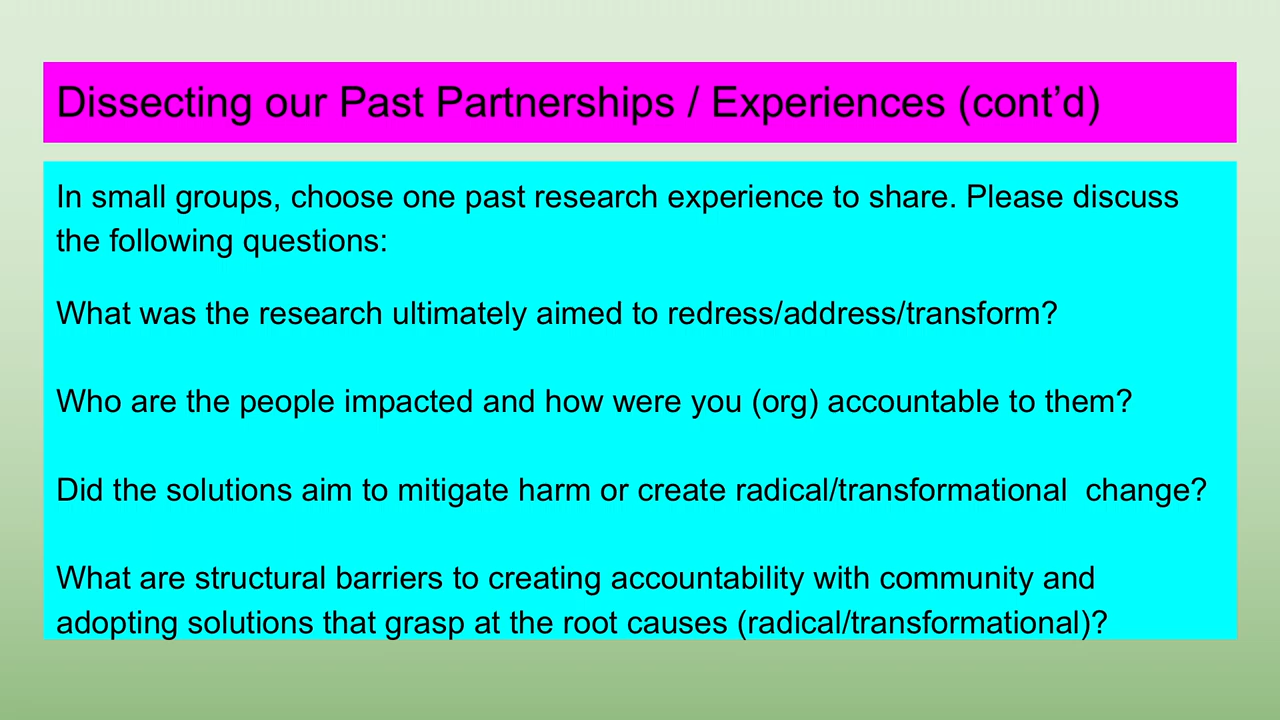 Dissecting our Past Partnerships / Experiences (cont’d)
In small groups, choose one past research experience to share. Please discuss
the following questions:
What was the research ultimately aimed to redress/address/transform?
Who are the people impacted and how were you (org) accountable to them?
Did the solutions aim to mitigate harm or create radical/transformational  change?
What are structural barriers to creating accountability with community and
adopting solutions that grasp at the root causes (radical/transformational)?